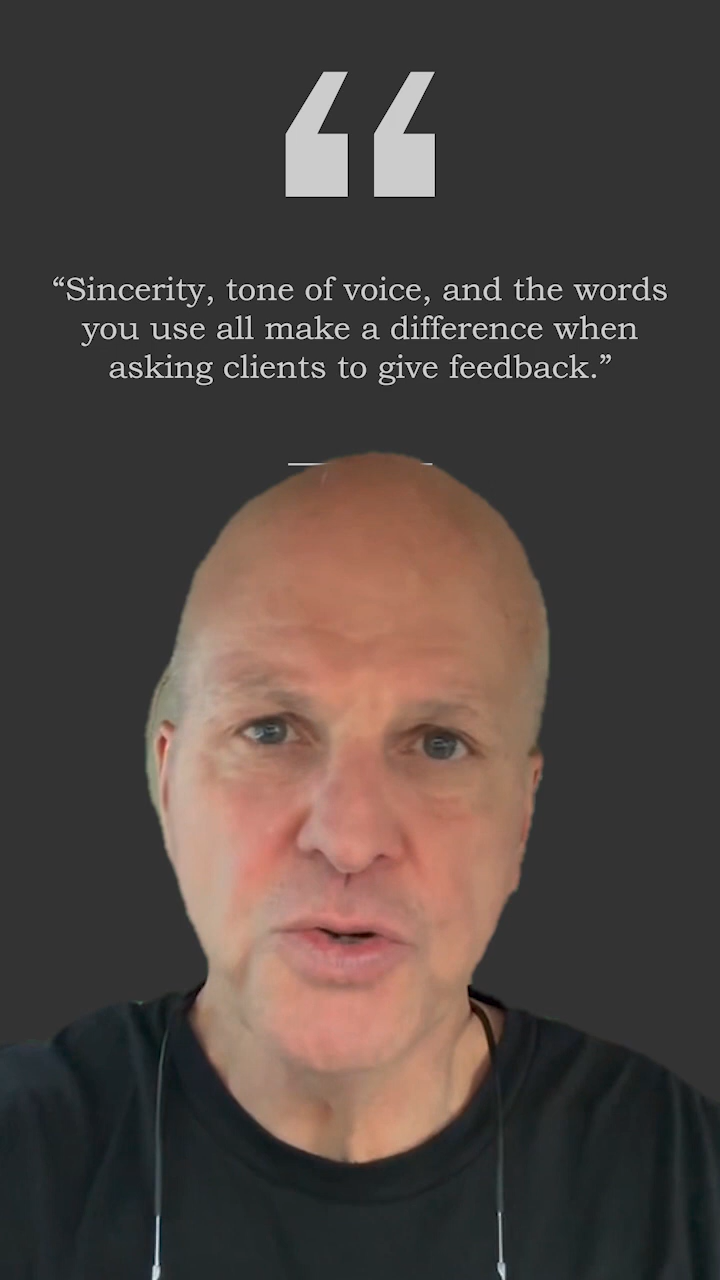 “Sincerity, tone of voice, and the words
you use all make a difference when
asking clients to give feedback.”